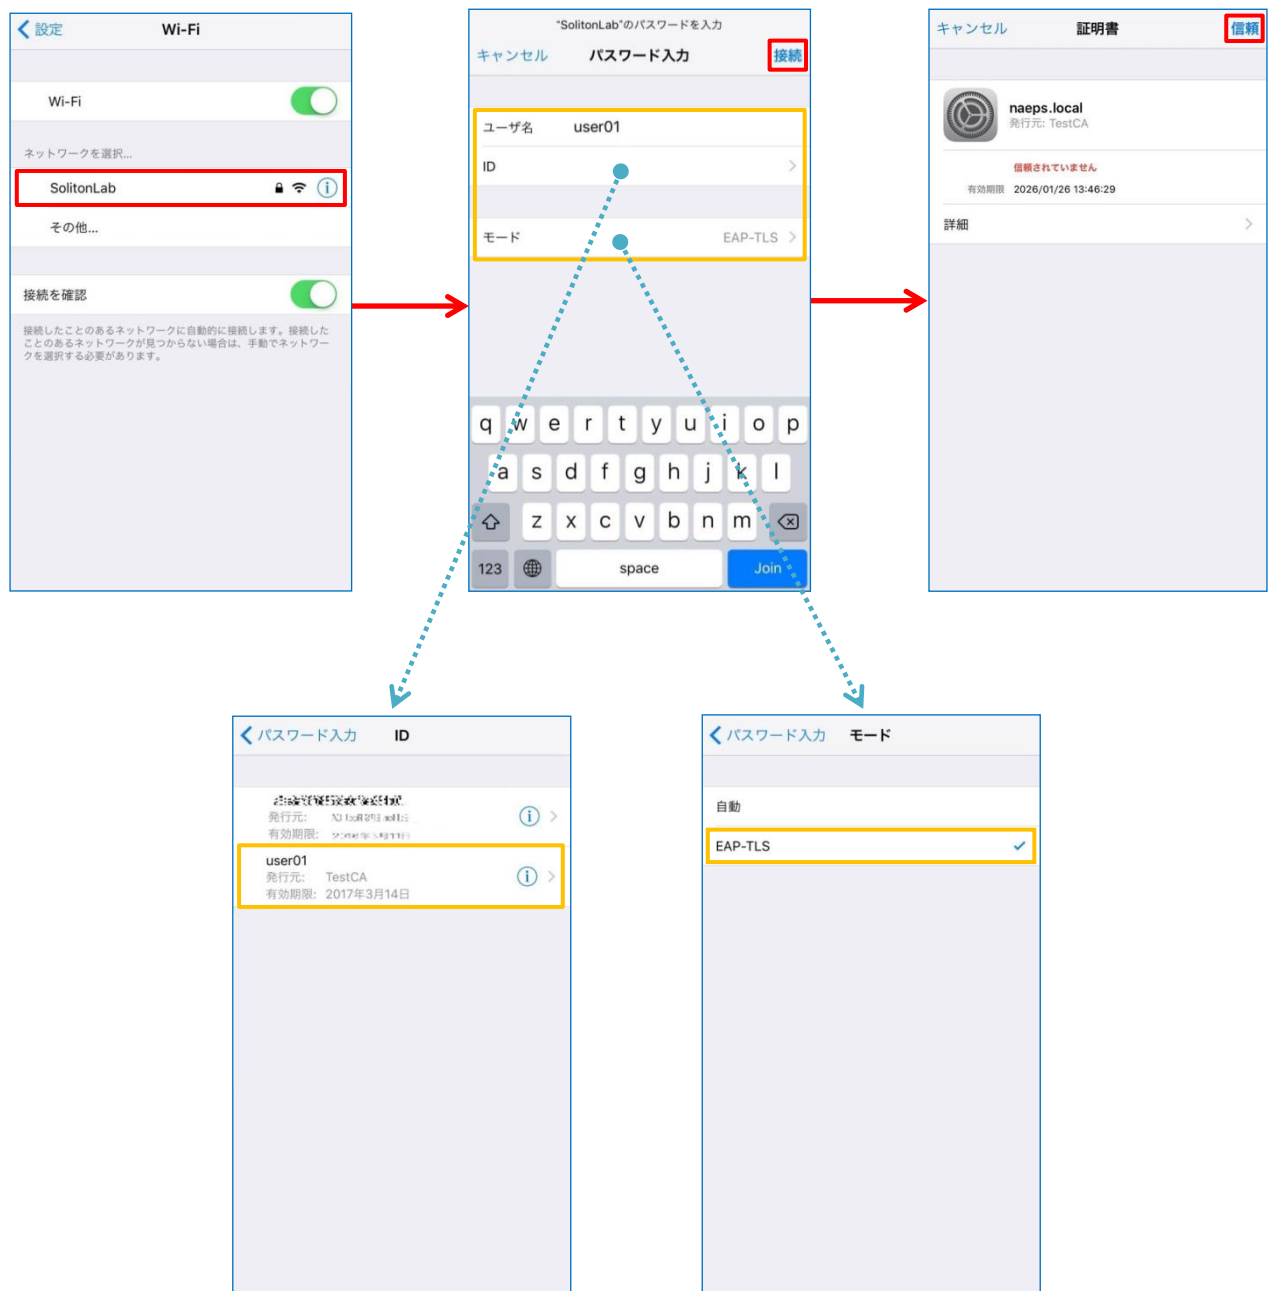 設定
Wi-Fi
Wi-Fi
ネットワークを選択...
SolitonLab
その他...
接続を確認
接続したことのあるネットワークに自動的に接続します。接続した
ことのあるネットワークが見つからない場合は、手動でネットワー
クを選択する必要があります。
"SolitonLab"のパスワードを入力
キャンセル パスワード入力 接続
ユーザ名 user01
ID
モード EAP-TLS
q w e r t y u i o p
a s d f g h j k l
z x c v b n m
123 space Join
キャンセル 証明書 信頼
naeps.local
発行元: TestCA
信頼されていません
有効期限 2026/01/26 13:46:29
詳細
パスワード入力 ID
発行元:
有効期限:
user01
発行元: TestCA
有効期限: 2017年3月14日
パスワード入力 モード
自動
EAP-TLS